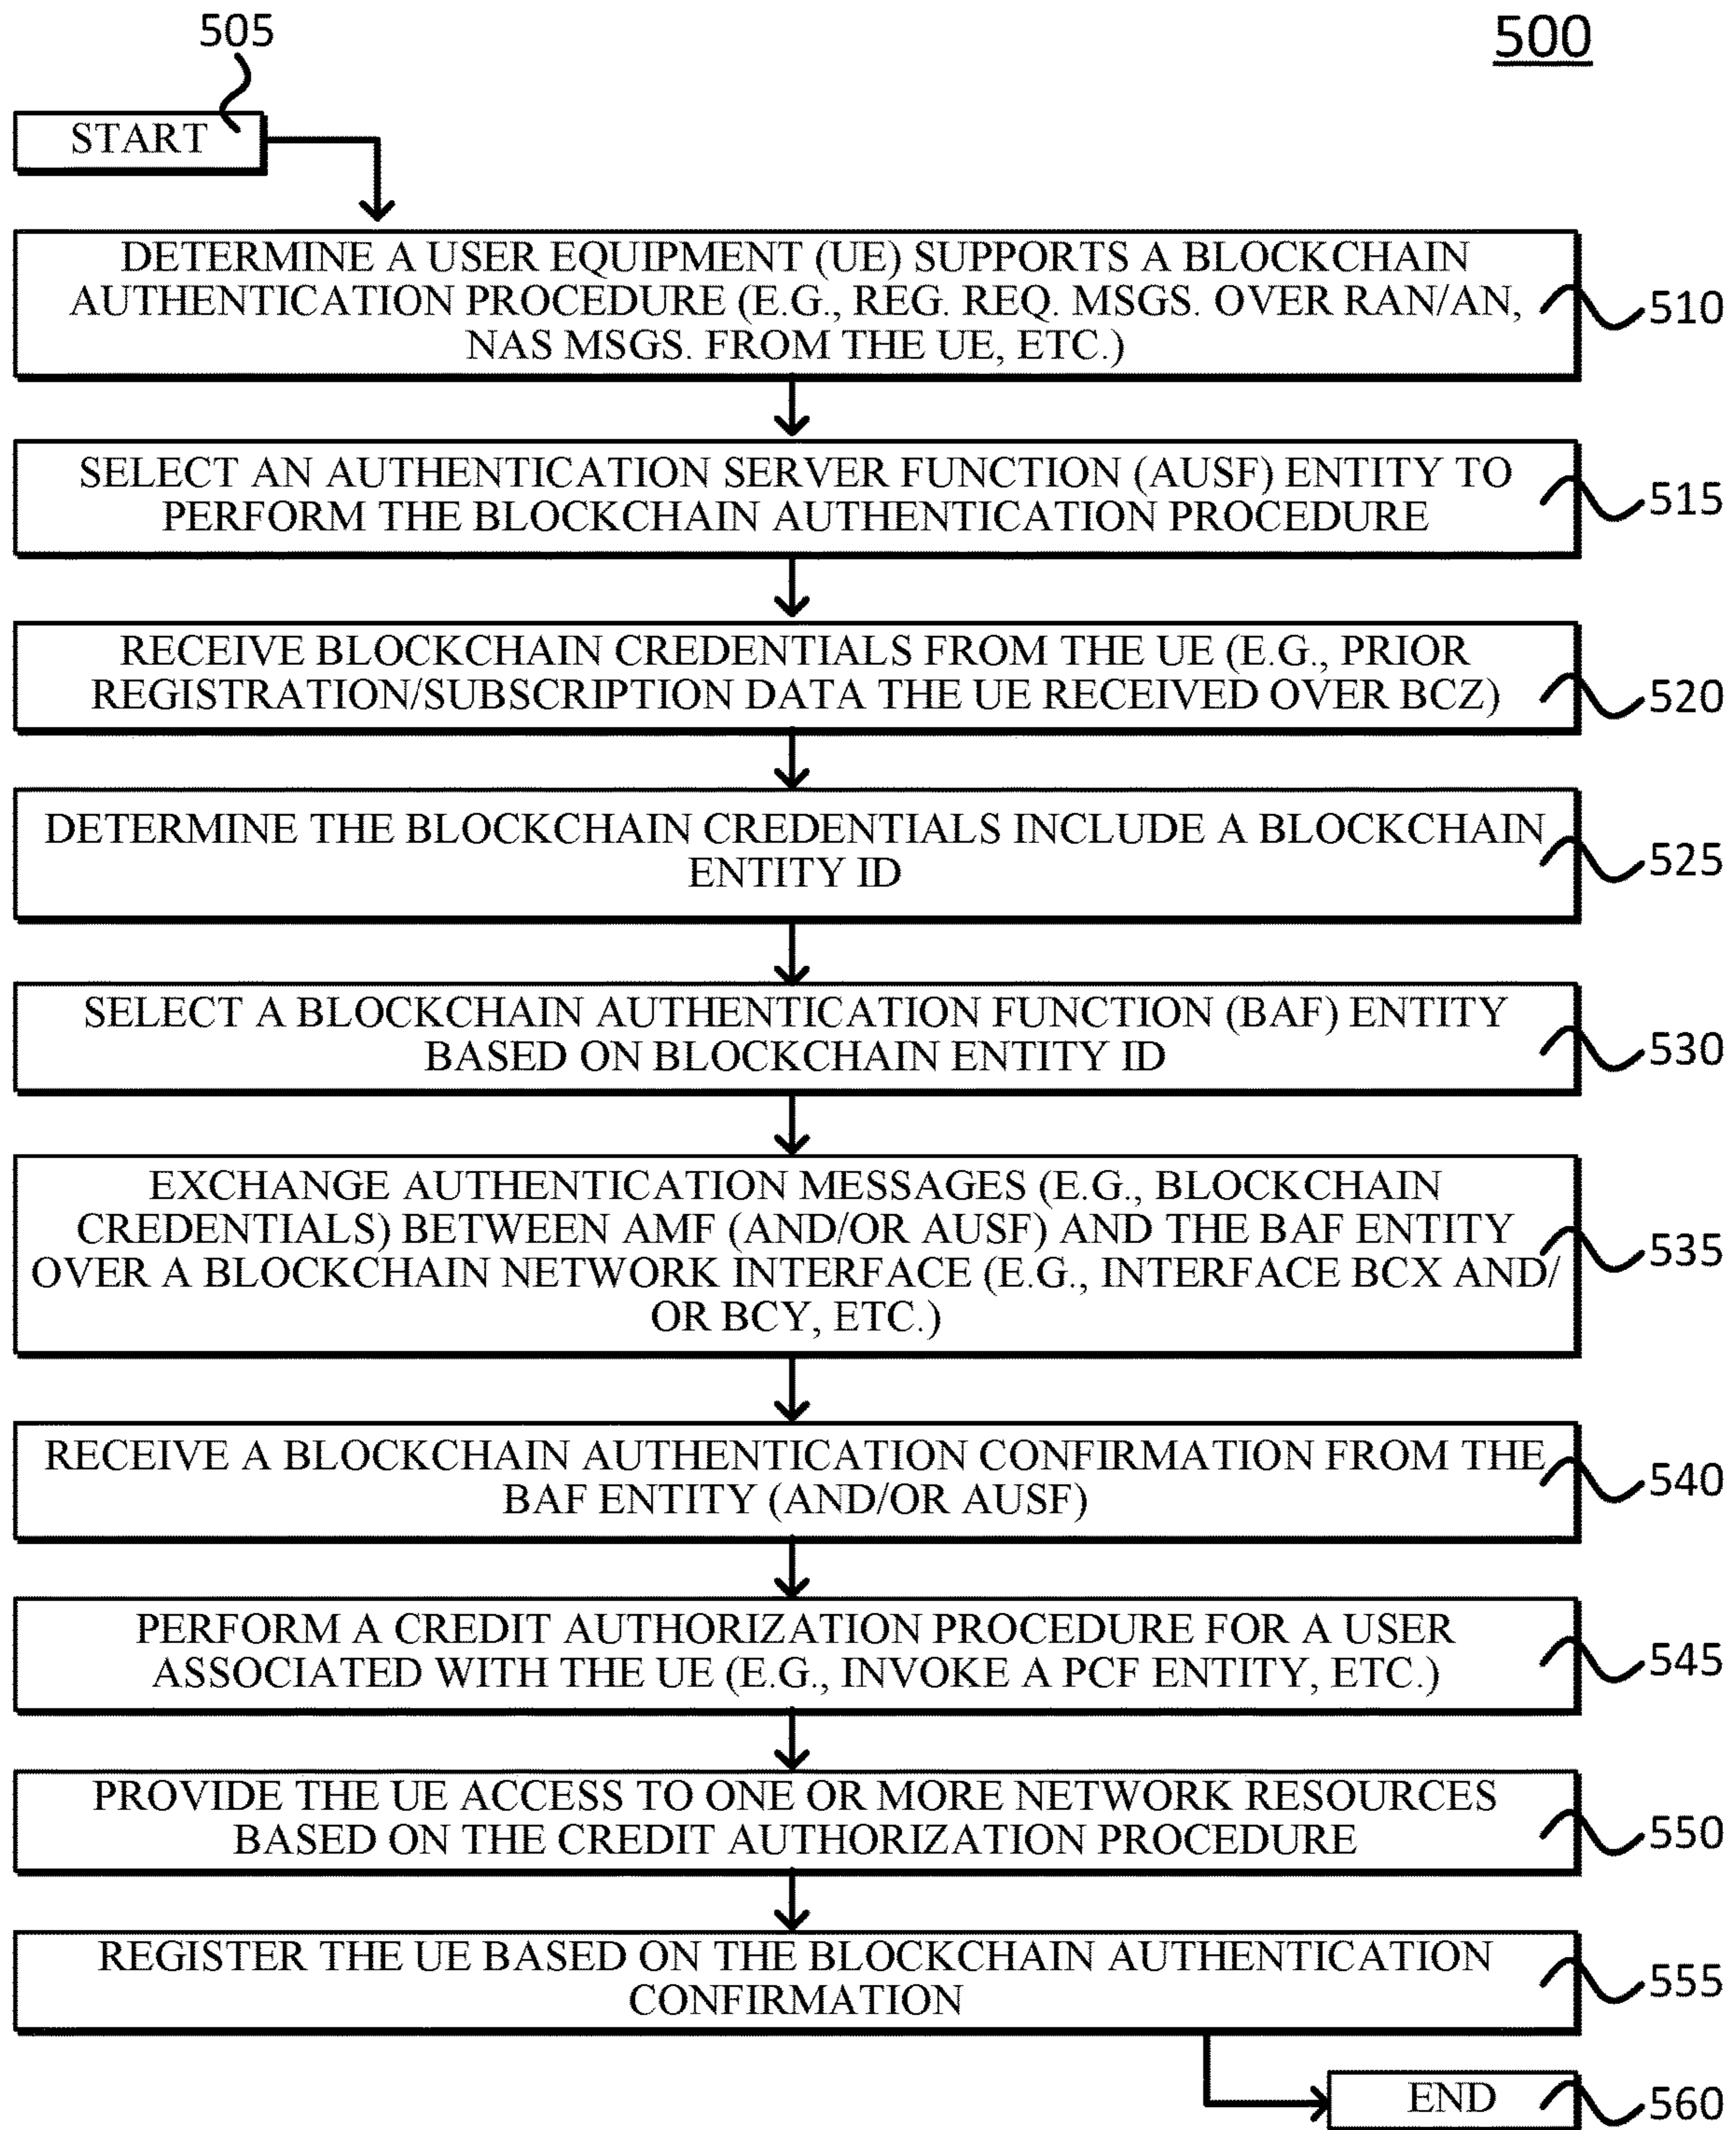 505
500
START
DETERMINE A USER EQUIPMENT (UE) SUPPORTS A BLOCKCHAIN
AUTHENTICATION PROCEDURE (E.G., REG. REQ. MSGS. OVER RAN/AN,
NAS MSGS. FROM THE UE, ETC.)
510
SELECT AN AUTHENTICATION SERVER FUNCTION (AUSF) ENTITY TO
PERFORM THE BLOCKCHAIN AUTHENTICATION PROCEDURE
515
RECEIVE BLOCKCHAIN CREDENTIALS FROM THE UE (E.G., PRIOR
REGISTRATION/SUBSCRIPTION DATA THE UE RECEIVED OVER BCZ)
520
DETERMINE THE BLOCKCHAIN CREDENTIALS INCLUDE A BLOCKCHAIN
ENTITY ID
525
SELECT A BLOCKCHAIN AUTHENTICATION FUNCTION (BAF) ENTITY
BASED ON BLOCKCHAIN ENTITY ID
530
EXCHANGE AUTHENTICATION MESSAGES (E.G., BLOCKCHAIN
CREDENTIALS) BETWEEN AMF (AND/OR AUSF) AND THE BAF ENTITY
OVER A BLOCKCHAIN NETWORK INTERFACE (E.G., INTERFACE BCX AND/
OR BCY, ETC.)
535
RECEIVE A BLOCKCHAIN AUTHENTICATION CONFIRMATION FROM THE
BAF ENTITY (AND/OR AUSF)
540
PERFORM A CREDIT AUTHORIZATION PROCEDURE FOR A USER
ASSOCIATED WITH THE UE (E.G., INVOKE A PCF ENTITY, ETC.)
545
PROVIDE THE UE ACCESS TO ONE OR MORE NETWORK RESOURCES
BASED ON THE CREDIT AUTHORIZATION PROCEDURE
550
REGISTER THE UE BASED ON THE BLOCKCHAIN AUTHENTICATION
CONFIRMATION
555
END
560